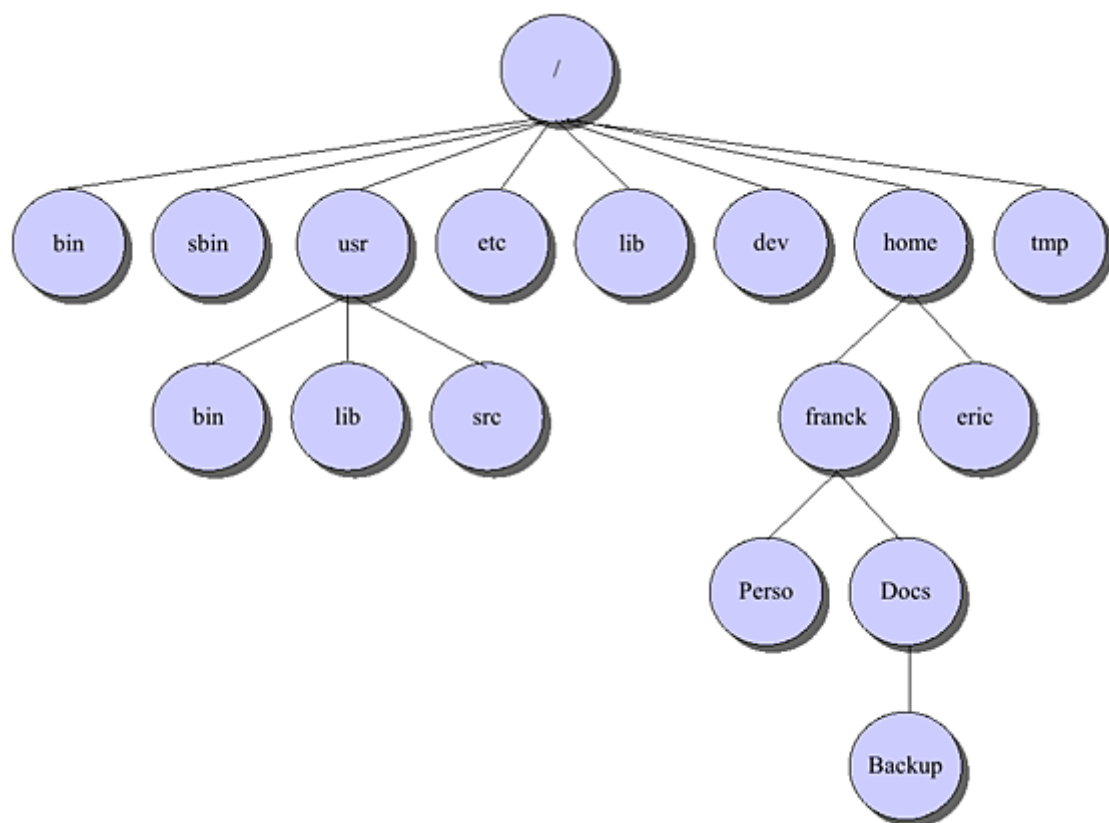 /
bin sbin usr etc lib dev home tmp
bin lib src franck eric
Perso Docs
Backup